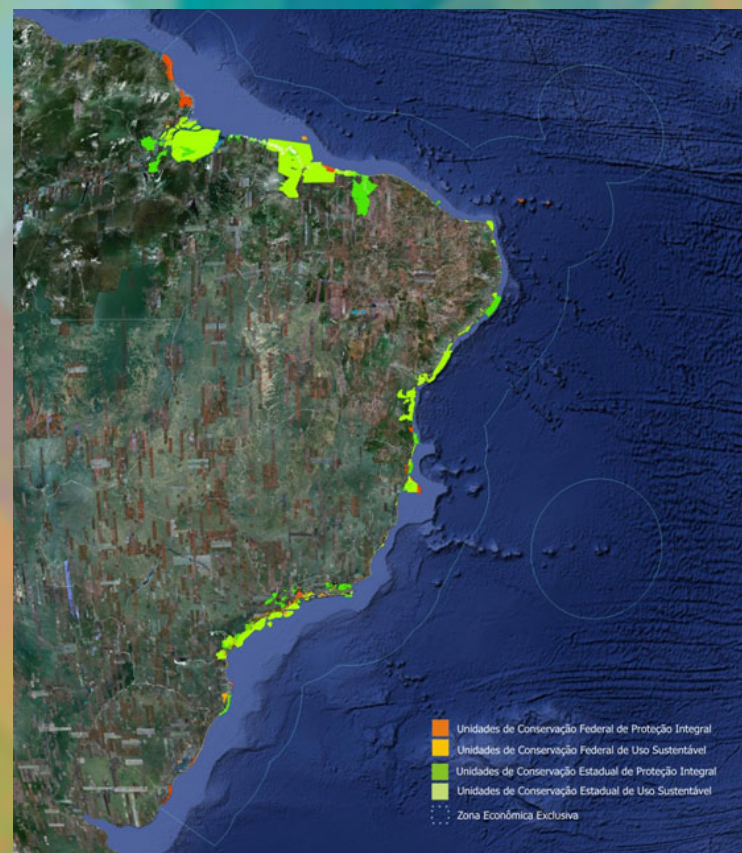 Unidades de Conservação Federal de Proteção Integral
Unidades de Conservação Federal de Uso Sustentável
Unidades de Conservação Estadual de Proteção Integral
Unidades de Conservação Estadual de Uso Sustentável
Zona Econômica Exclusiva